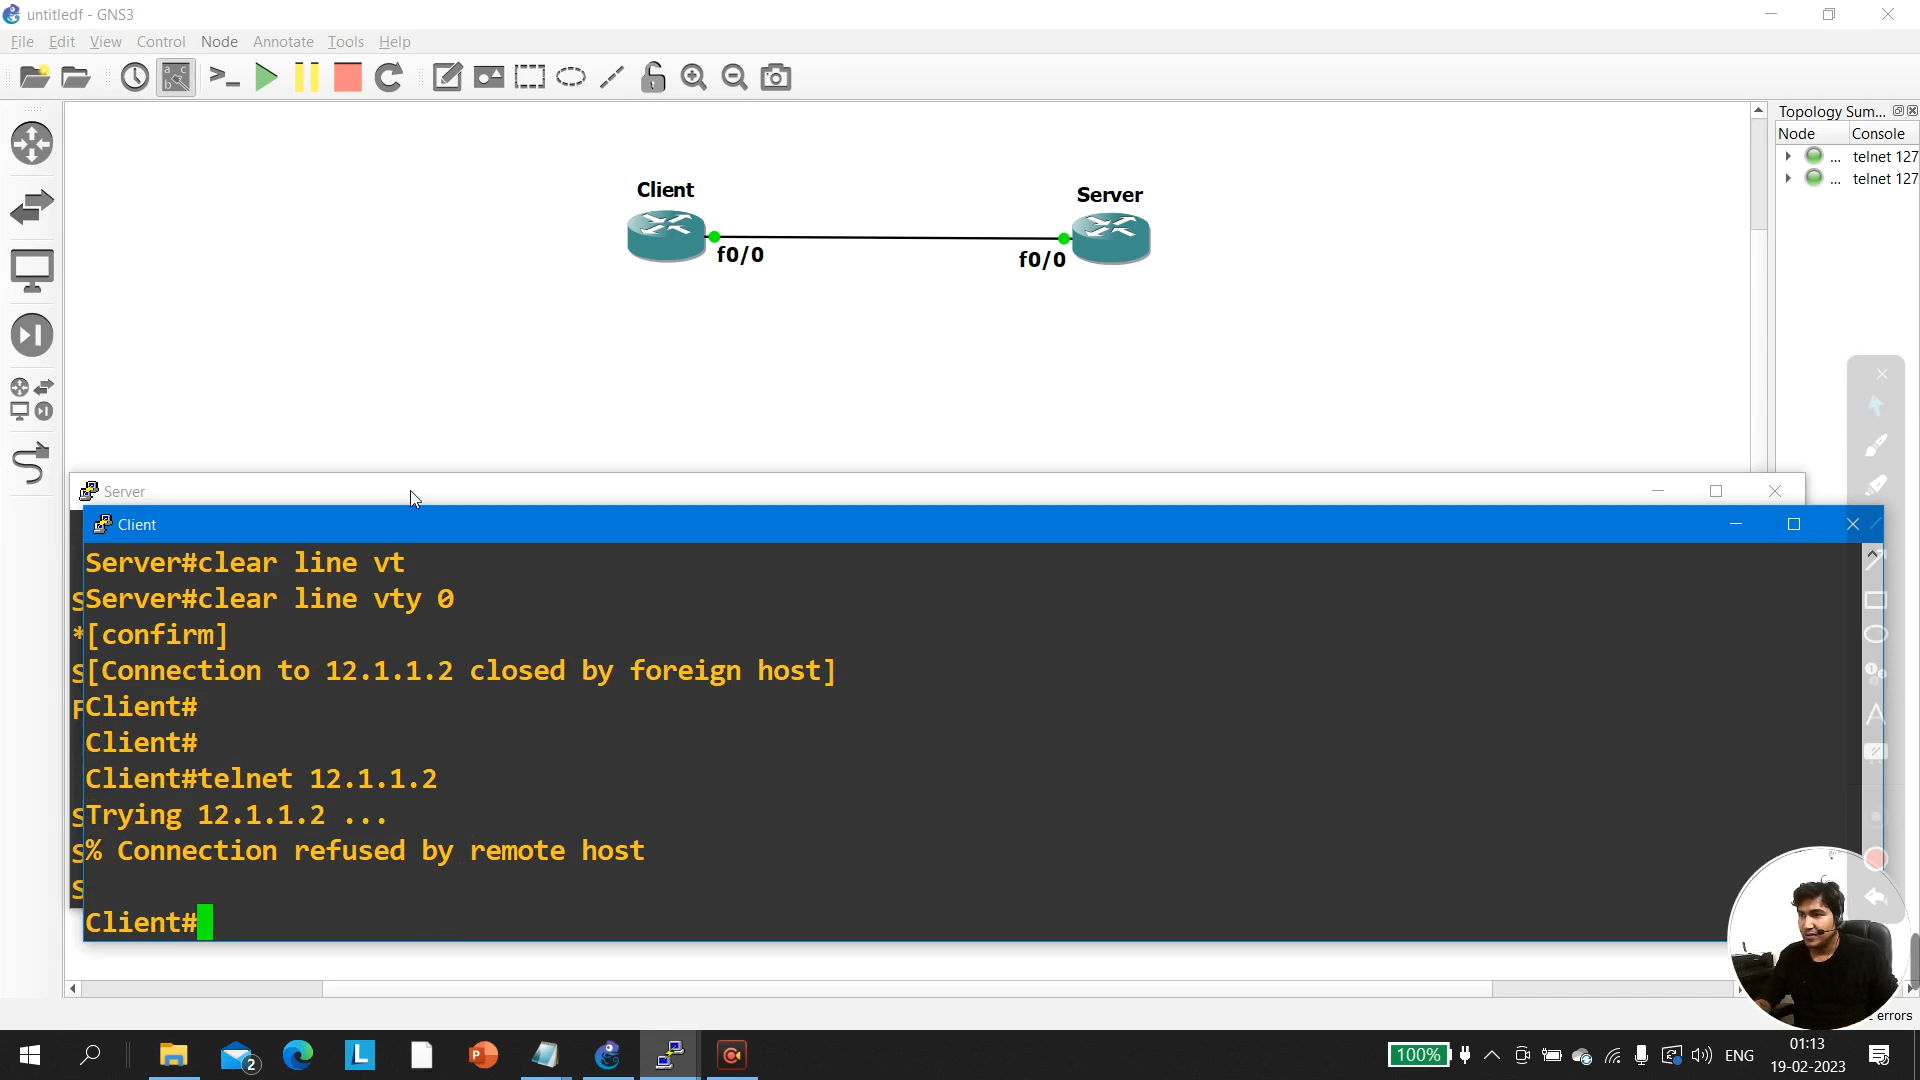 untitledf - GNS3
File Edit View Control Node Annotate Tools Help
Topology Sum...
Node Console
... telnet 127
... telnet 127
Client
Server
f0/0
f0/0
Server
Client
Server#clear line vt
Server#clear line vty 0
[confirm]
[Connection to 12.1.1.2 closed by foreign host]
Client#
Client#
Client#telnet 12.1.1.2
Trying 12.1.1.2 ...
% Connection refused by remote host
Client#
errors
100%
ENG
01:13
19-02-2023